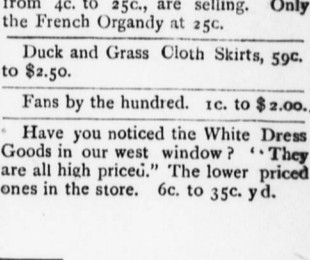 from 4c. to 25c., are selling. Only
the French Organdy at 25c.
Duck and Grass Cloth Skirts, 59c.
to $2.50.
Fans by the hundred. 1c. to $2.00.
Have you noticed the White Dress
Goods in our west window? "They
are all high priced." The lower priced
ones in the store. 6c. to 35c. yd.